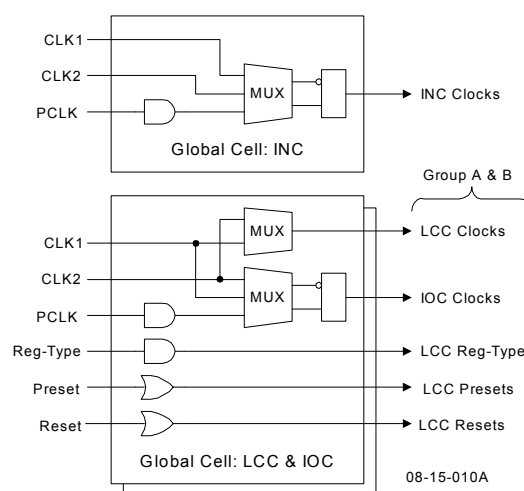 CLK1
CLK2
PCLK
MUX
INC Clocks
Global Cell: INC
Group A & B
CLK1
CLK2
PCLK
Reg-Type
Preset
Reset
MUX
MUX
LCC Clocks
IOC Clocks
LCC Reg-Type
LCC Presets
LCC Resets
Global Cell: LCC & IOC
08-15-010A